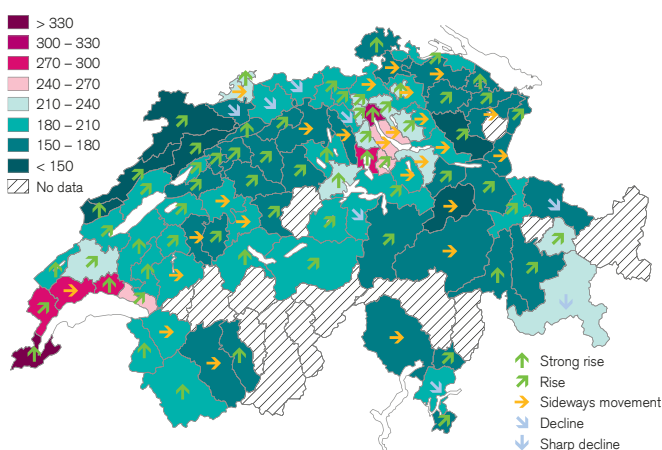 > 330
300 – 330
270 – 300
240 – 270
210 – 240
180 – 210
150 – 180
< 150
No data
Strong rise
Rise
Sideways movement
Decline
Sharp decline